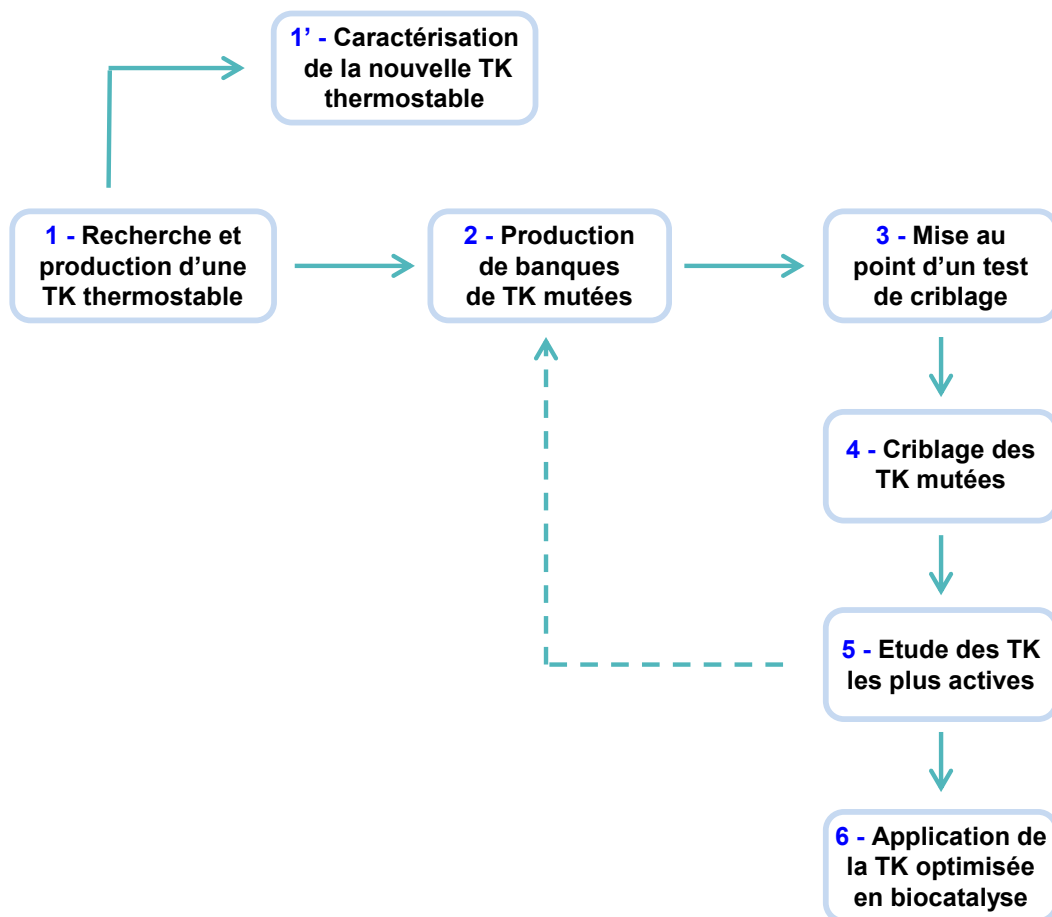 1’ - Caractérisation
de la nouvelle TK
thermostable
1 - Recherche et
production d’une
TK thermostable
2 - Production
de banques
de TK mutées
3 - Mise au
point d’un test
de criblage
4 - Criblage des
TK mutées
5 - Etude des TK
les plus actives
6 - Application de
la TK optimisée
en biocatalyse